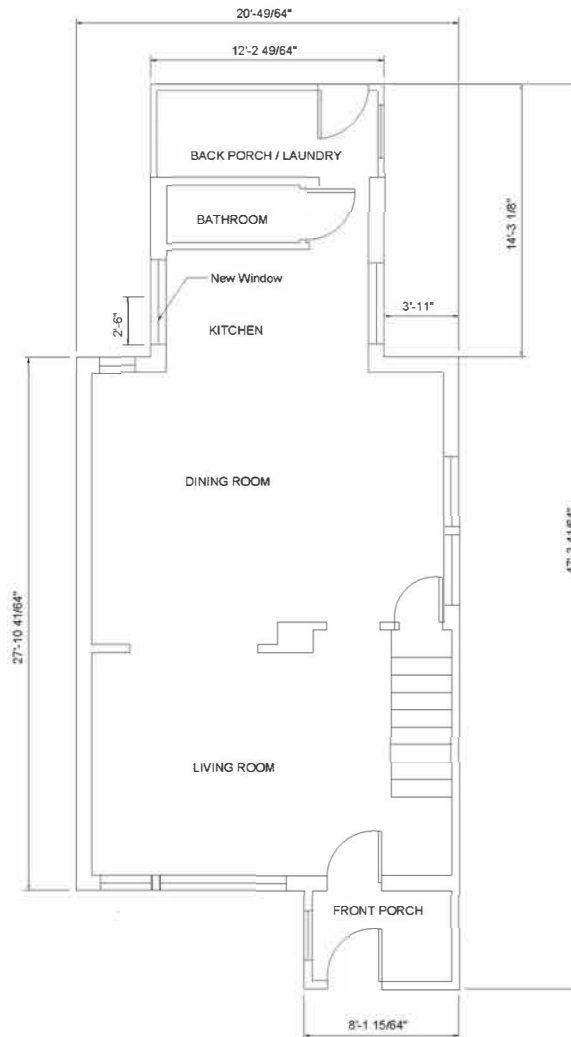 20'-49/64"
12'-2 49/64"
BACK PORCH / LAUNDRY
14'-3 1/8"
BATHROOM
New Window
2'-6"
3'-11"
KITCHEN
DINING ROOM
27'-10 41/64"
LIVING ROOM
FRONT PORCH
8'-1 15/64"